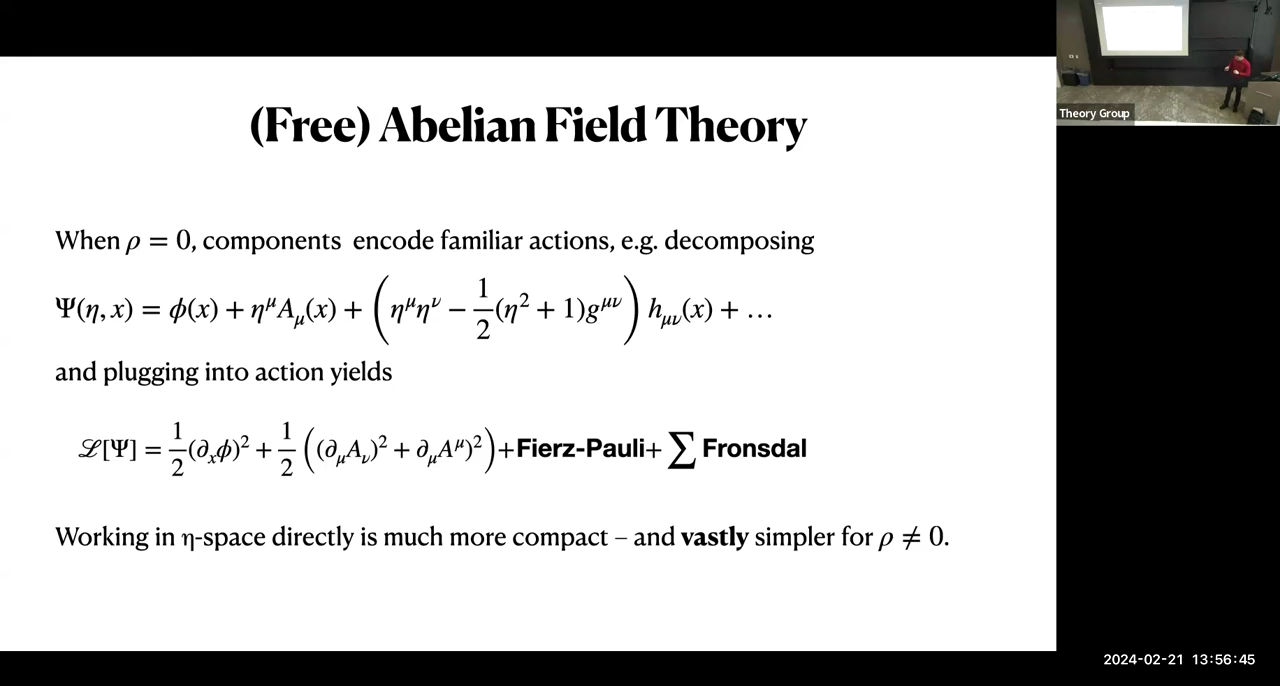 (Free) Abelian Field Theory
When ρ = 0, components encode familiar actions, e.g. decomposing
Ψ(η, x) = ϕ(x) + η^μ A_μ(x) + (η^μ η^ν − 1/2 (η² + 1)g^{μν}) h_{μν}(x) + …
and plugging into action yields
ℒ[Ψ] = 1/2 (∂_x ϕ)² + 1/2 ((∂_μ A_ν)² + ∂_μ A^μ)²) +Fierz-Pauli+ ∑ Fronsdal
Working in η-space directly is much more compact – and vastly simpler for ρ ≠ 0.
Theory Group
2024-02-21 13:56:45